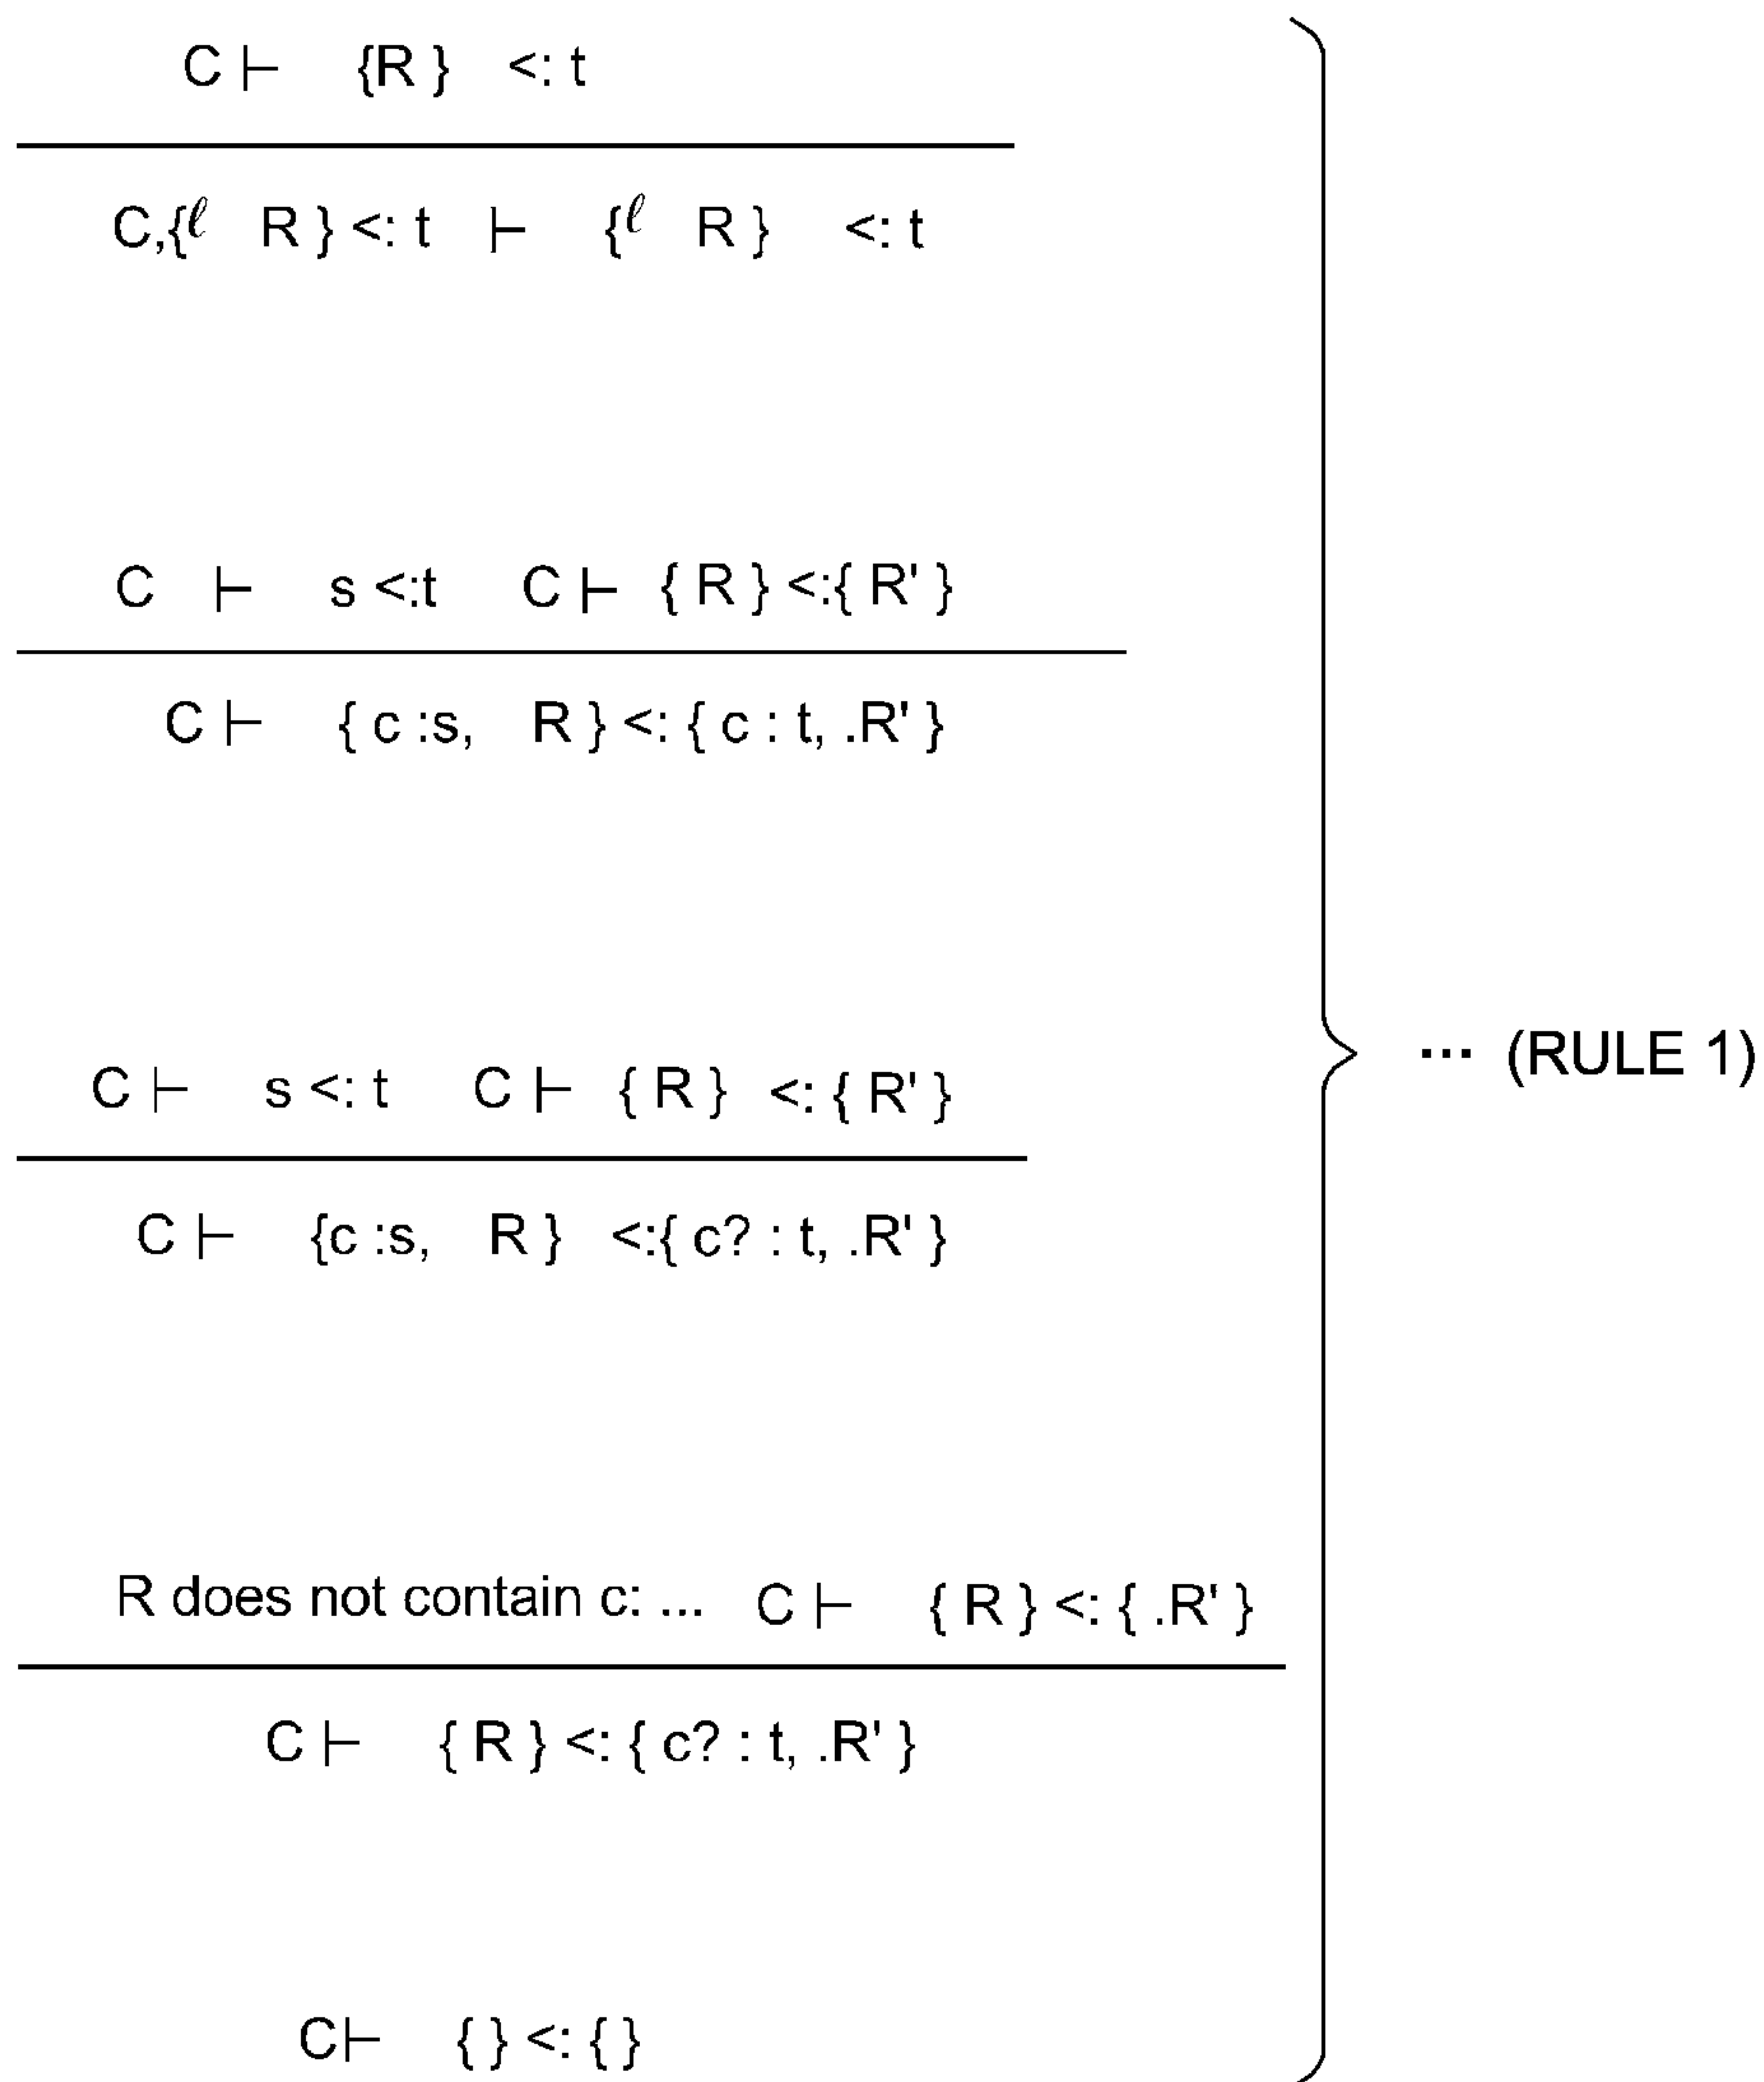 C ⊢ {R} <: t
C,{ℓ R} <: t ⊢ {ℓ R} <: t
C ⊢ s <:t C ⊢ { R } <:{ R' }
C ⊢ { c :s, R } <: { c : t, .R' }
... (RULE 1)
C ⊢ s <: t C ⊢ { R } <: { R' }
C ⊢ {c :s, R } <:{ c? : t, .R' }
R does not contain c: ... C ⊢ { R } <: { .R' }
C ⊢ { R } <: { c? : t, .R' }
C ⊢ { } <: { }